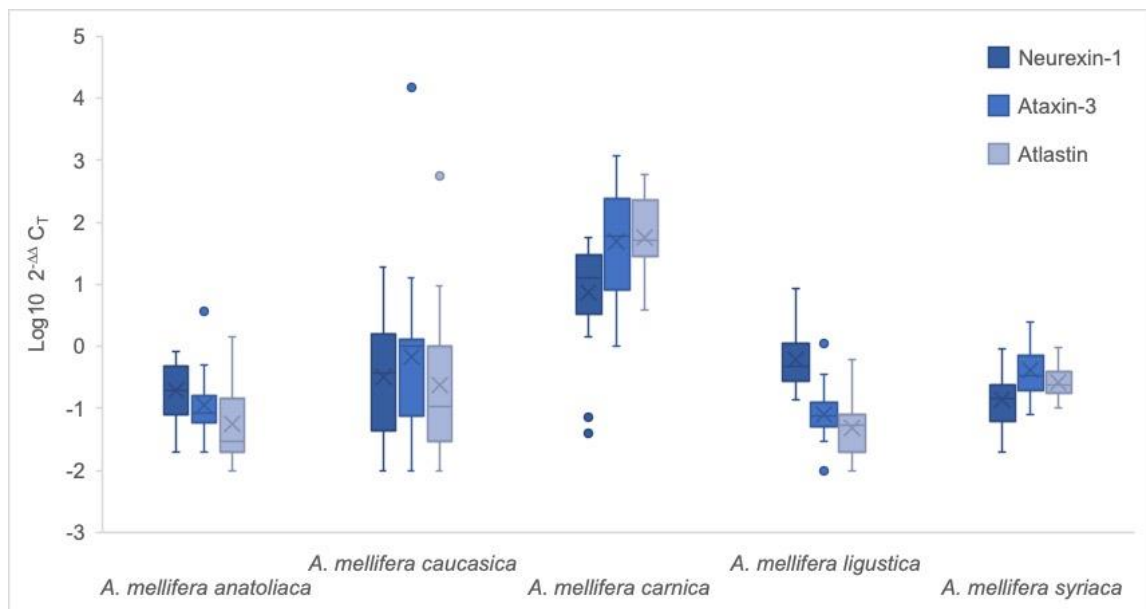 5
Neurexin-1
4
Ataxin-3
3
Atlastin
2
1
0
-1
-2
-3
Log10 2-ΔΔ CT
A. mellifera caucasica
A. mellifera ligustica
A. mellifera anatoliaca
A. mellifera carnica
A. mellifera syriaca